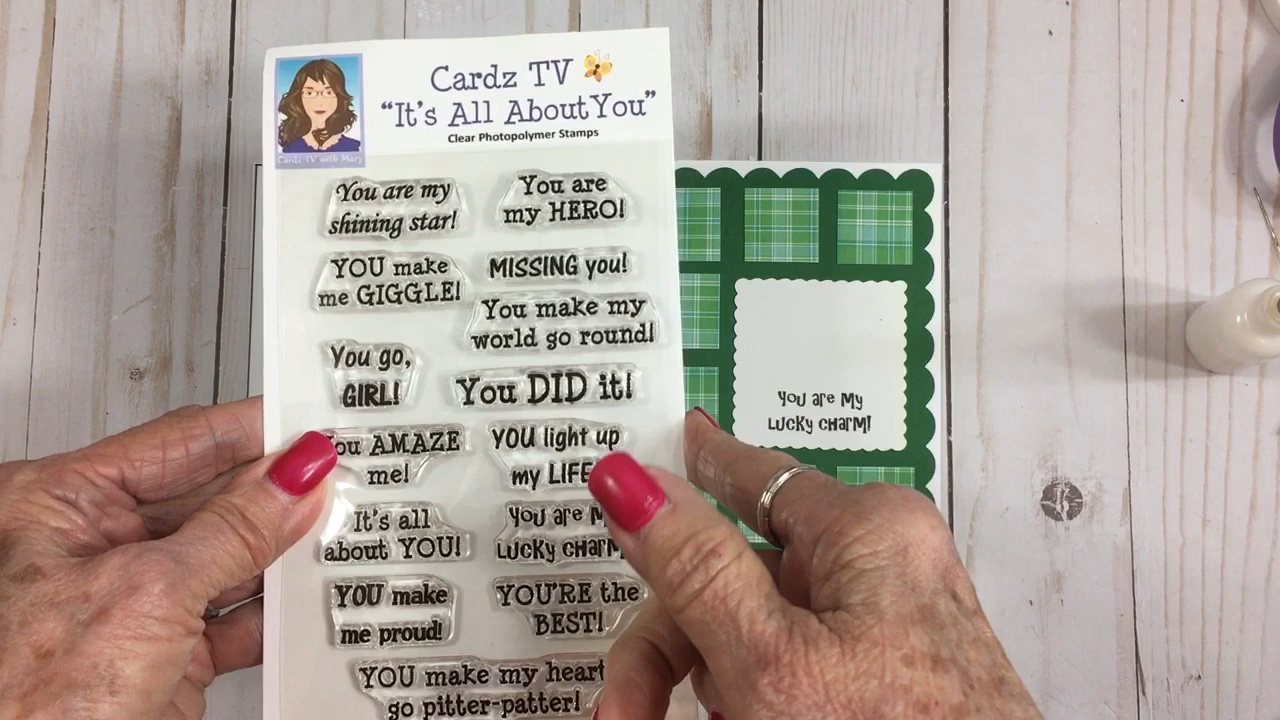 Cardz TV
“It's All About You”
Clear Photopolymer Stamps
Cardz TV with Mary
You are my
shining star!
You are
my HERO!
YOU make
me GIGGLE!
MISSING you!
You make my
world go round!
You go,
GIRL!
You DID it!
You AMAZE
me!
YOU light up
my LIFE
It's all
about YOU!
You are M
Lucky charm
YOU make
me proud!
YOU'RE the
BEST!
YOU make my heart
go pitter-patter!
You are My
Lucky charm!